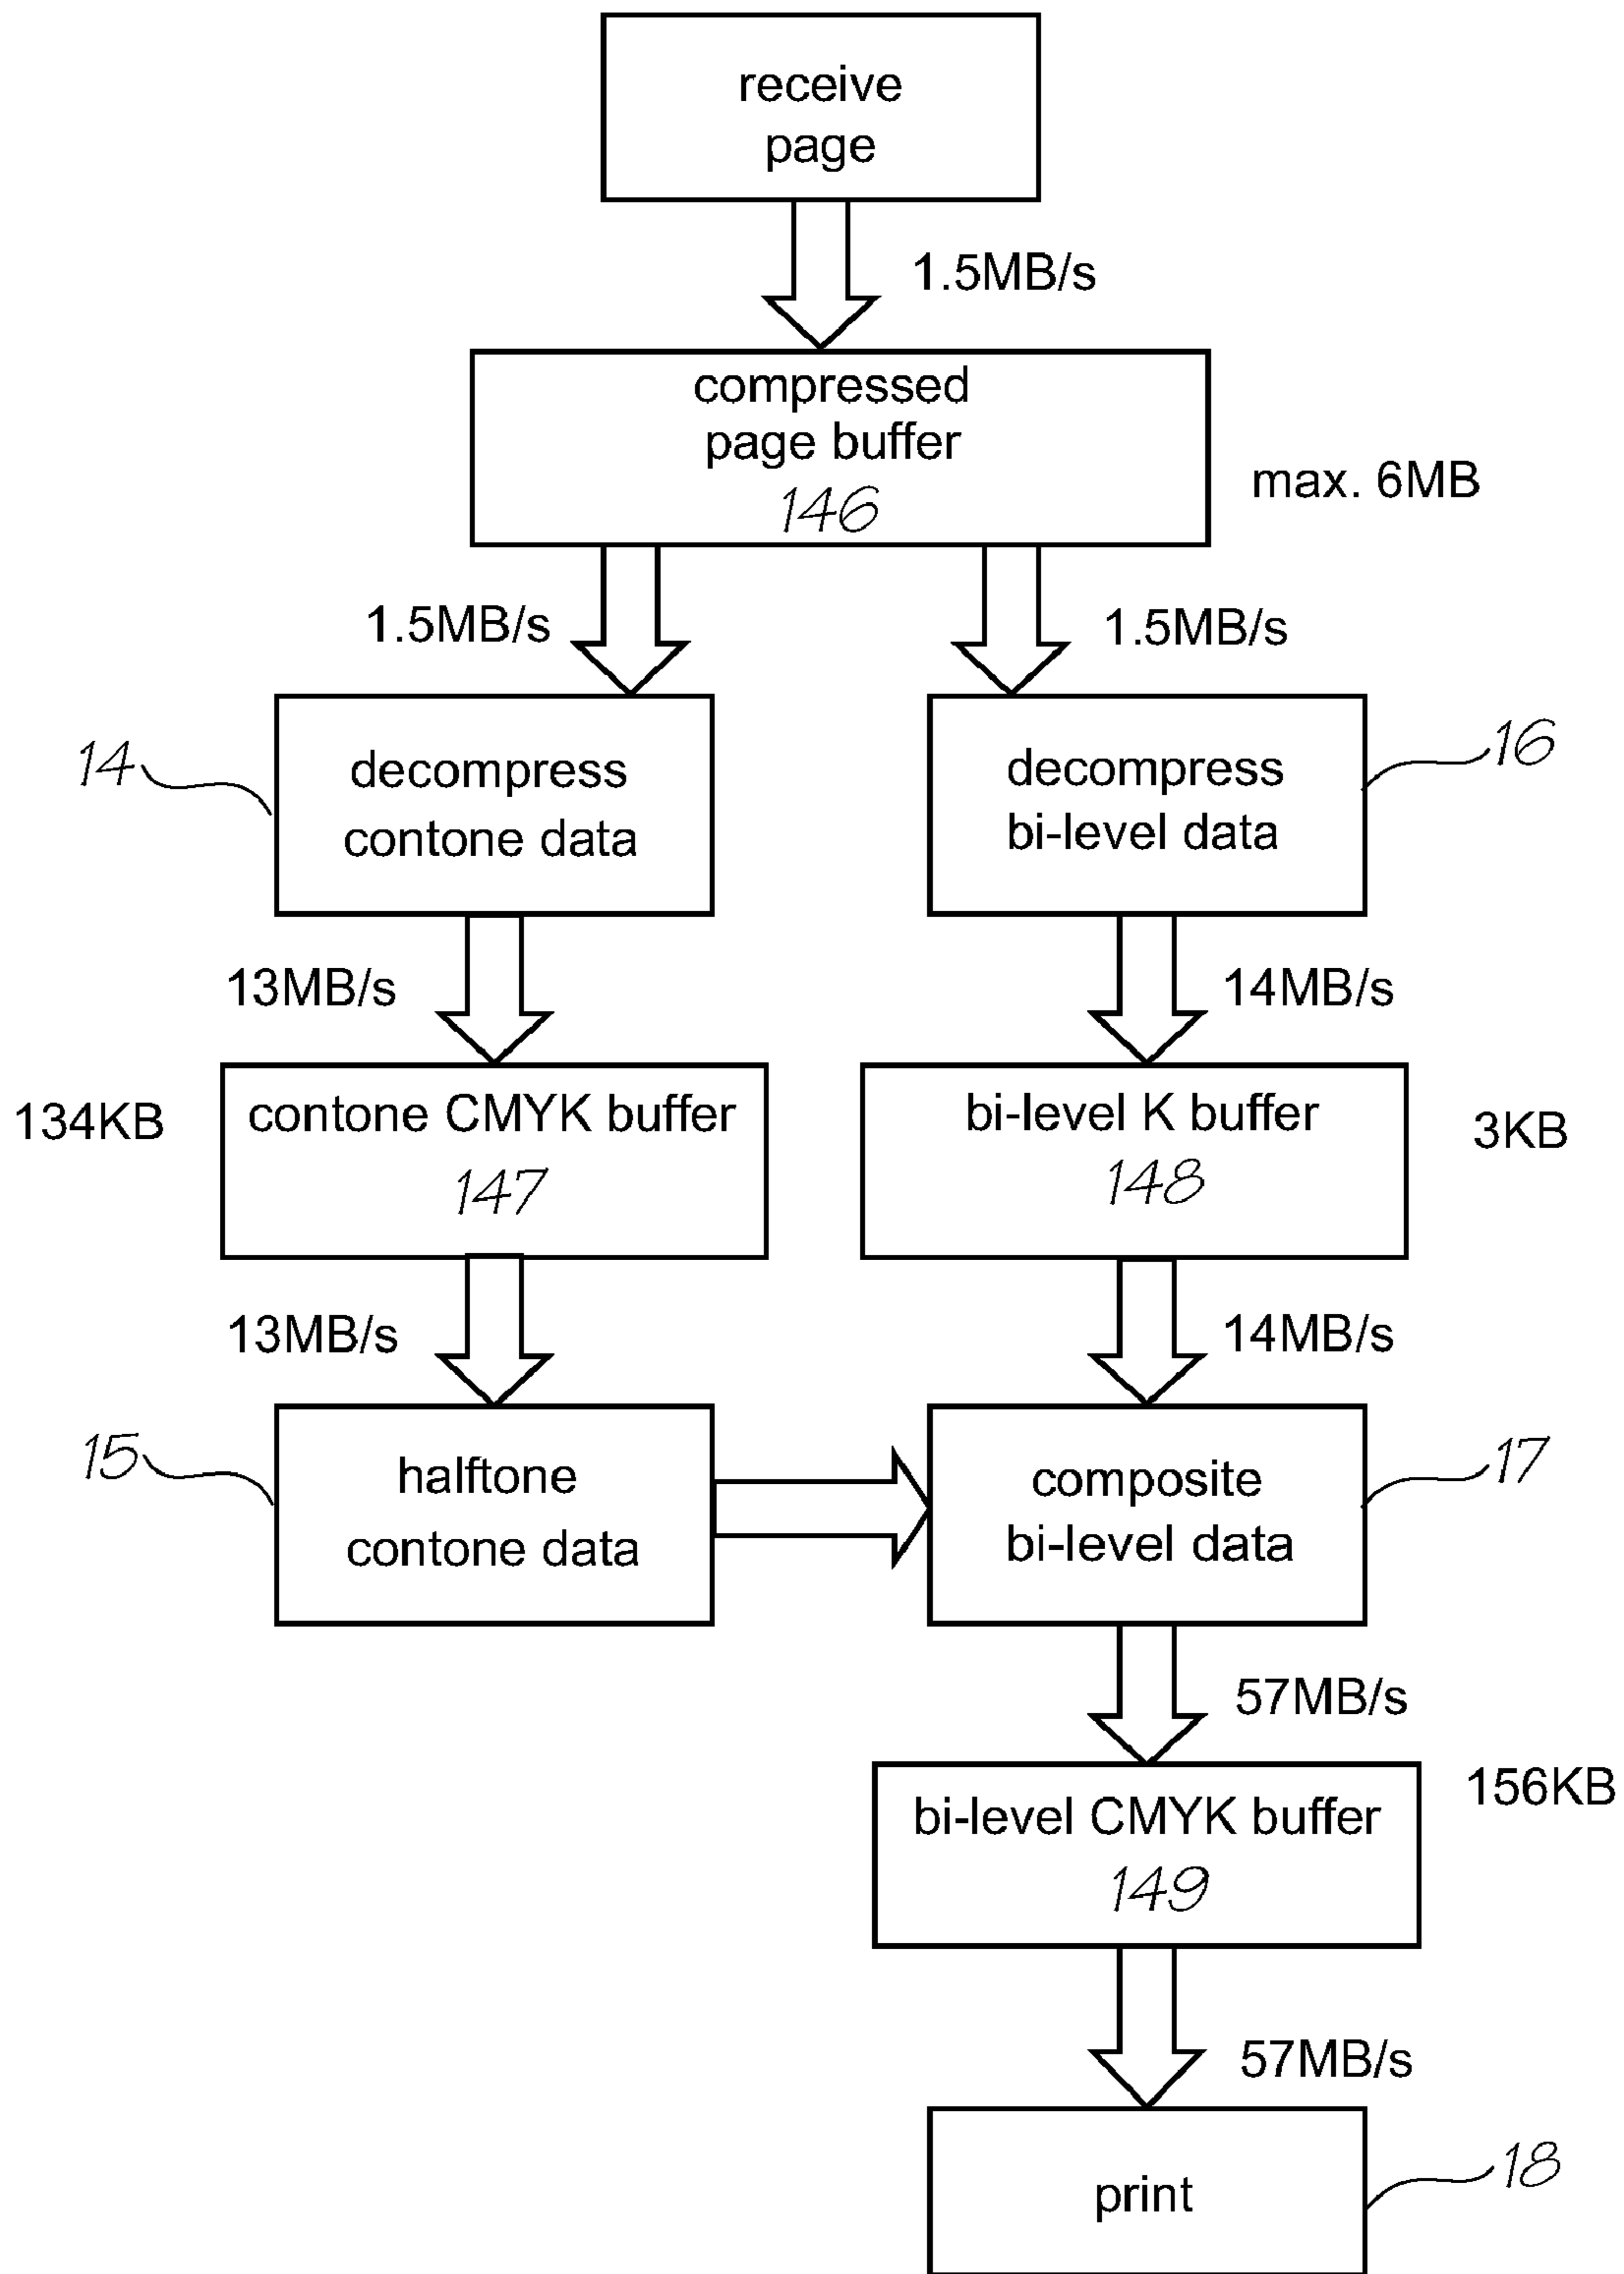 receive
page
1.5MB/s
compressed
page buffer
146
max. 6MB
1.5MB/s
1.5MB/s
14
decompress
contone data
decompress
bi-level data
16
13MB/s
14MB/s
134KB
contone CMYK buffer
147
bi-level K buffer
148
3KB
13MB/s
14MB/s
15
halftone
contone data
composite
bi-level data
17
57MB/s
bi-level CMYK buffer
149
156KB
57MB/s
print
18